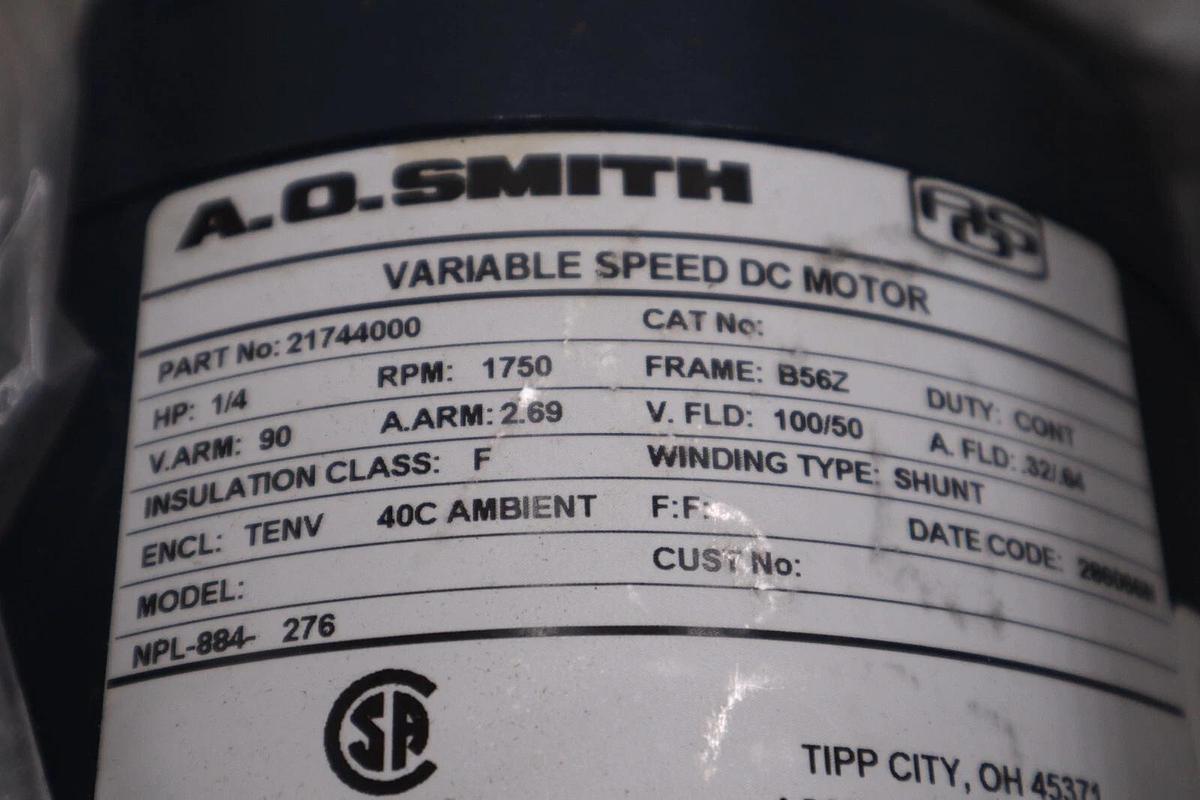 A.O.SMITH
AOS
VARIABLE SPEED DC MOTOR
PART No: 21744000 CAT No:
HP: 1/4 RPM: 1750 FRAME: B56Z DUTY: CONT
V.ARM: 90 A.ARM: 2.69 V. FLD: 100/50 A. FLD: .32/.64
INSULATION CLASS: F WINDING TYPE: SHUNT
ENCL: TENV 40C AMBIENT F:F: DATE CODE:
MODEL: CUST No:
NPL-884- 276
SA
TIPP CITY, OH 45371